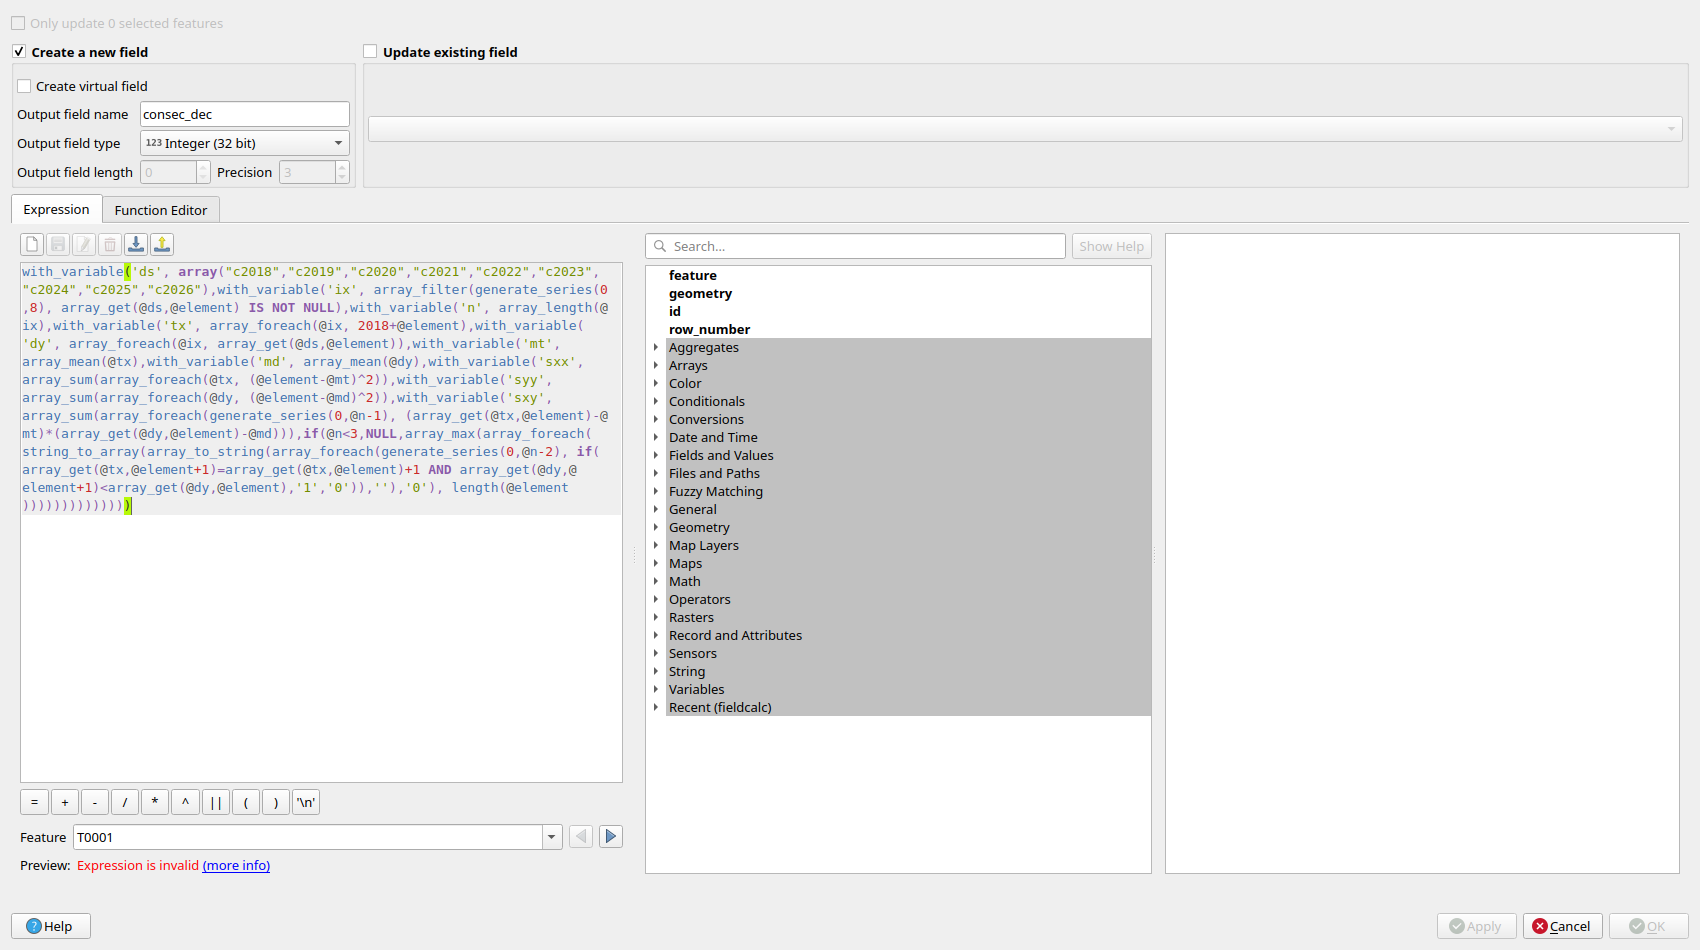 Only update 0 selected features
Create a new field
Update existing field
Create virtual field
Output field name consec_dec
Output field type 123 Integer (32 bit)
Output field length 0 Precision 3
Expression Function Editor
Search... Show Help
with_variable('ds', array("c2018","c2019","c2020","c2021","c2022","c2023",
"c2024","c2025","c2026"),with_variable('ix', array_filter(generate_series(0
,8), array_get(@ds,@element) IS NOT NULL),with_variable('n', array_length(@
ix),with_variable('tx', array_foreach(@ix, 2018+@element),with_variable(
'dy', array_foreach(@ix, array_get(@ds,@element)),with_variable('mt',
array_mean(@tx),with_variable('md', array_mean(@dy),with_variable('sxx',
array_sum(array_foreach(@tx, (@element-@mt)^2)),with_variable('syy',
array_sum(array_foreach(@dy, (@element-@md)^2)),with_variable('sxy',
array_sum(array_foreach(generate_series(0,@n-1), (array_get(@tx,@element)-@
mt)*(array_get(@dy,@element)-@md))),if(@n<3,NULL,array_max(array_foreach(
string_to_array(array_to_string(array_foreach(generate_series(0,@n-2), if(
array_get(@tx,@element+1)=array_get(@tx,@element)+1 AND array_get(@dy,@
element+1)<array_get(@dy,@element),'1','0')),''),'0'), length(@element
))))))))))))))
feature
geometry
id
row_number
Aggregates
Arrays
Color
Conditionals
Conversions
Date and Time
Fields and Values
Files and Paths
Fuzzy Matching
General
Geometry
Map Layers
Maps
Math
Operators
Rasters
Record and Attributes
Sensors
String
Variables
Recent (fieldcalc)
= + - / * ^ || ( ) '\n'
Feature T0001
Preview: Expression is invalid (more info)
Help Apply Cancel OK